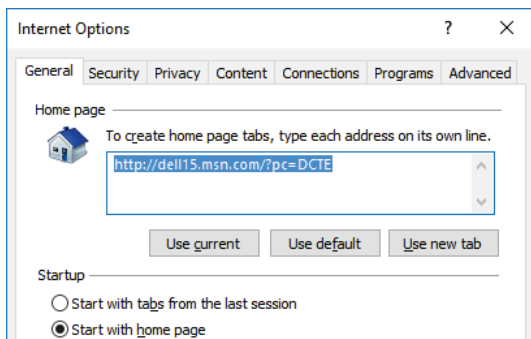 Internet Options ? X
General Security Privacy Content Connections Programs Advanced
Home page
To create home page tabs, type each address on its own line.
http://dell15.msn.com/?pc=DCTE
Use current Use default Use new tab
Startup
Start with tabs from the last session
Start with home page